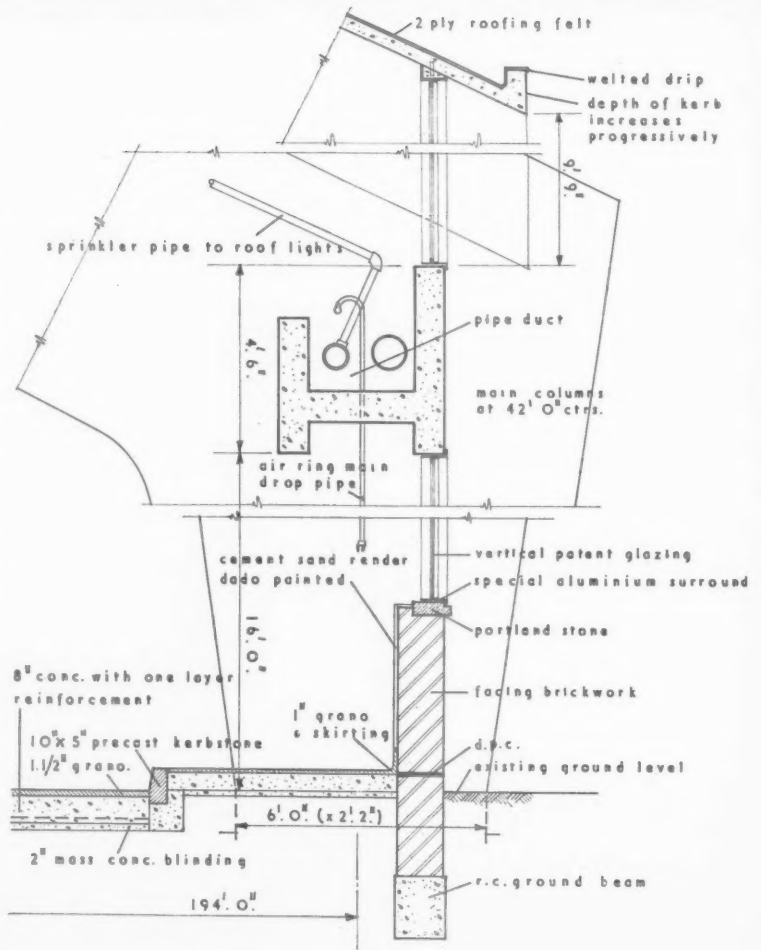 2 ply roofing felt
welted drip
depth of kerb
increases
progressively
9'. 9"
sprinkler pipe to roof lights
pipe duct
4'. 6".
main columns
at 42' 0" ctrs.
air ring main
drop pipe
cement sand render
dado painted
vertical patent glazing
special aluminium surround
portland stone
16'. 0".
8" conc. with one layer
reinforcement
1" grano
& skirting
facing brickwork
10" x 5" precast kerbstone
1.1/2" grano.
d.p.c.
existing ground level
6'. 0" (x 2'. 2")
2" mass conc. blinding
r.c. ground beam
194'. 0"